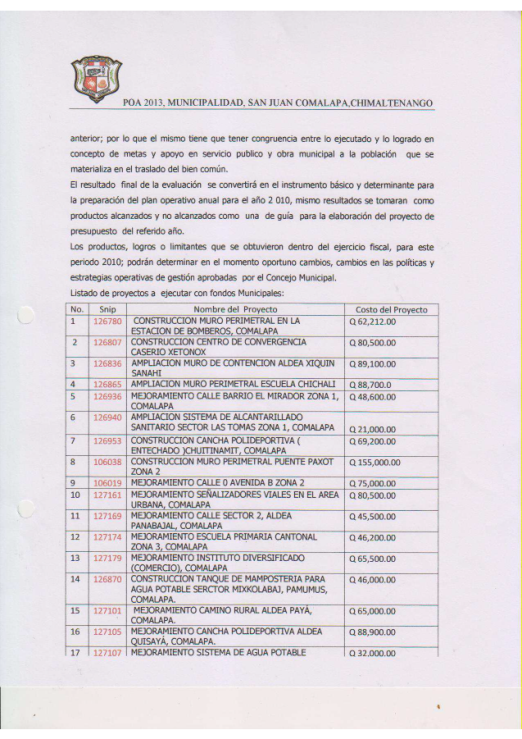 POA 2013, MUNICIPALIDAD, SAN JUAN COMALAPA,CHIMALTENANGO
anterior; por lo que el mismo tiene que tener congruencia entre lo ejecutado y lo logrado en
concepto de metas y apoyo en servicio publico y obra municipal a la población que se
materializa en el traslado del bien común.
El resultado final de la evaluación se convertirá en el instrumento básico y determinante para
la preparación del plan operativo anual para el año 2 010, mismo resultados se tomaran como
productos alcanzados y no alcanzados como una de guía para la elaboración del proyecto de
presupuesto del referido año.
Los productos, logros o limitantes que se obtuvieron dentro del ejercicio fiscal, para este
periodo 2010; podrán determinar en el momento oportuno cambios, cambios en las políticas y
estrategias operativas de gestión aprobadas por el Concejo Municipal.
Listado de proyectos a ejecutar con fondos Municipales:
No. Snip Nombre del Proyecto Costo del Proyecto
1 126780 CONSTRUCCION MURO PERIMETRAL EN LA Q 62,212.00
ESTACION DE BOMBEROS, COMALAPA
2 126807 CONSTRUCCION CENTRO DE CONVERGENCIA Q 80,500.00
CASERIO XETONOX
3 126836 AMPLIACION MURO DE CONTENCION ALDEA XIQUIN Q 89,100.00
SANAHI
4 126865 AMPLIACION MURO PERIMETRAL ESCUELA CHICHALI Q 88,700.0
5 126936 MEJORAMIENTO CALLE BARRIO EL MIRADOR ZONA 1, Q 48,600.00
COMALAPA
6 126940 AMPLIACION SISTEMA DE ALCANTARILLADO
SANITARIO SECTOR LAS TOMAS ZONA 1, COMALAPA Q 21,000.00
7 126953 CONSTRUCCION CANCHA POLIDEPORTIVA ( Q 69,200.00
ENTECHADO )CHUITINAMIT, COMALAPA
8 106038 CONSTRUCCION MURO PERIMETRAL PUENTE PAXOT Q 155,000.00
ZONA 2
9 106019 MEJORAMIENTO CALLE 0 AVENIDA B ZONA 2 Q 75,000.00
10 127161 MEJORAMIENTO SEÑALIZADORES VIALES EN EL AREA Q 80,500.00
URBANA, COMALAPA
11 127169 MEJORAMIENTO CALLE SECTOR 2, ALDEA Q 45,500.00
PANABAJAL, COMALAPA
12 127174 MEJORAMIENTO ESCUELA PRIMARIA CANTONAL Q 46,200.00
ZONA 3, COMALAPA
13 127179 MEJORAMIENTO INSTITUTO DIVERSIFICADO Q 65,500.00
(COMERCIO), COMALAPA
14 126870 CONSTRUCCION TANQUE DE MAMPOSTERIA PARA Q 46,000.00
AGUA POTABLE SERCTOR MIXKOLABAJ, PAMUMUS,
COMALAPA.
15 127101 MEJORAMIENTO CAMINO RURAL ALDEA PAYÁ, Q 65,000.00
COMALAPA.
16 127105 MEJORAMIENTO CANCHA POLIDEPORTIVA ALDEA Q 88,900.00
QUISAYÁ, COMALAPA.
17 127107 MEJORAMIENTO SISTEMA DE AGUA POTABLE Q 32,000.00